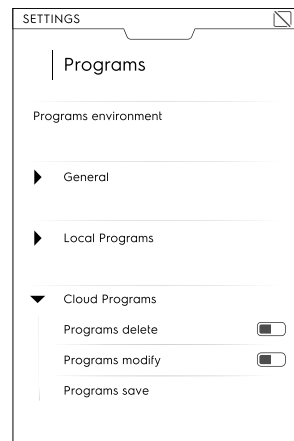 SETTINGS
Programs
Programs environment
General
Local Programs
Cloud Programs
Programs delete
Programs modify
Programs save